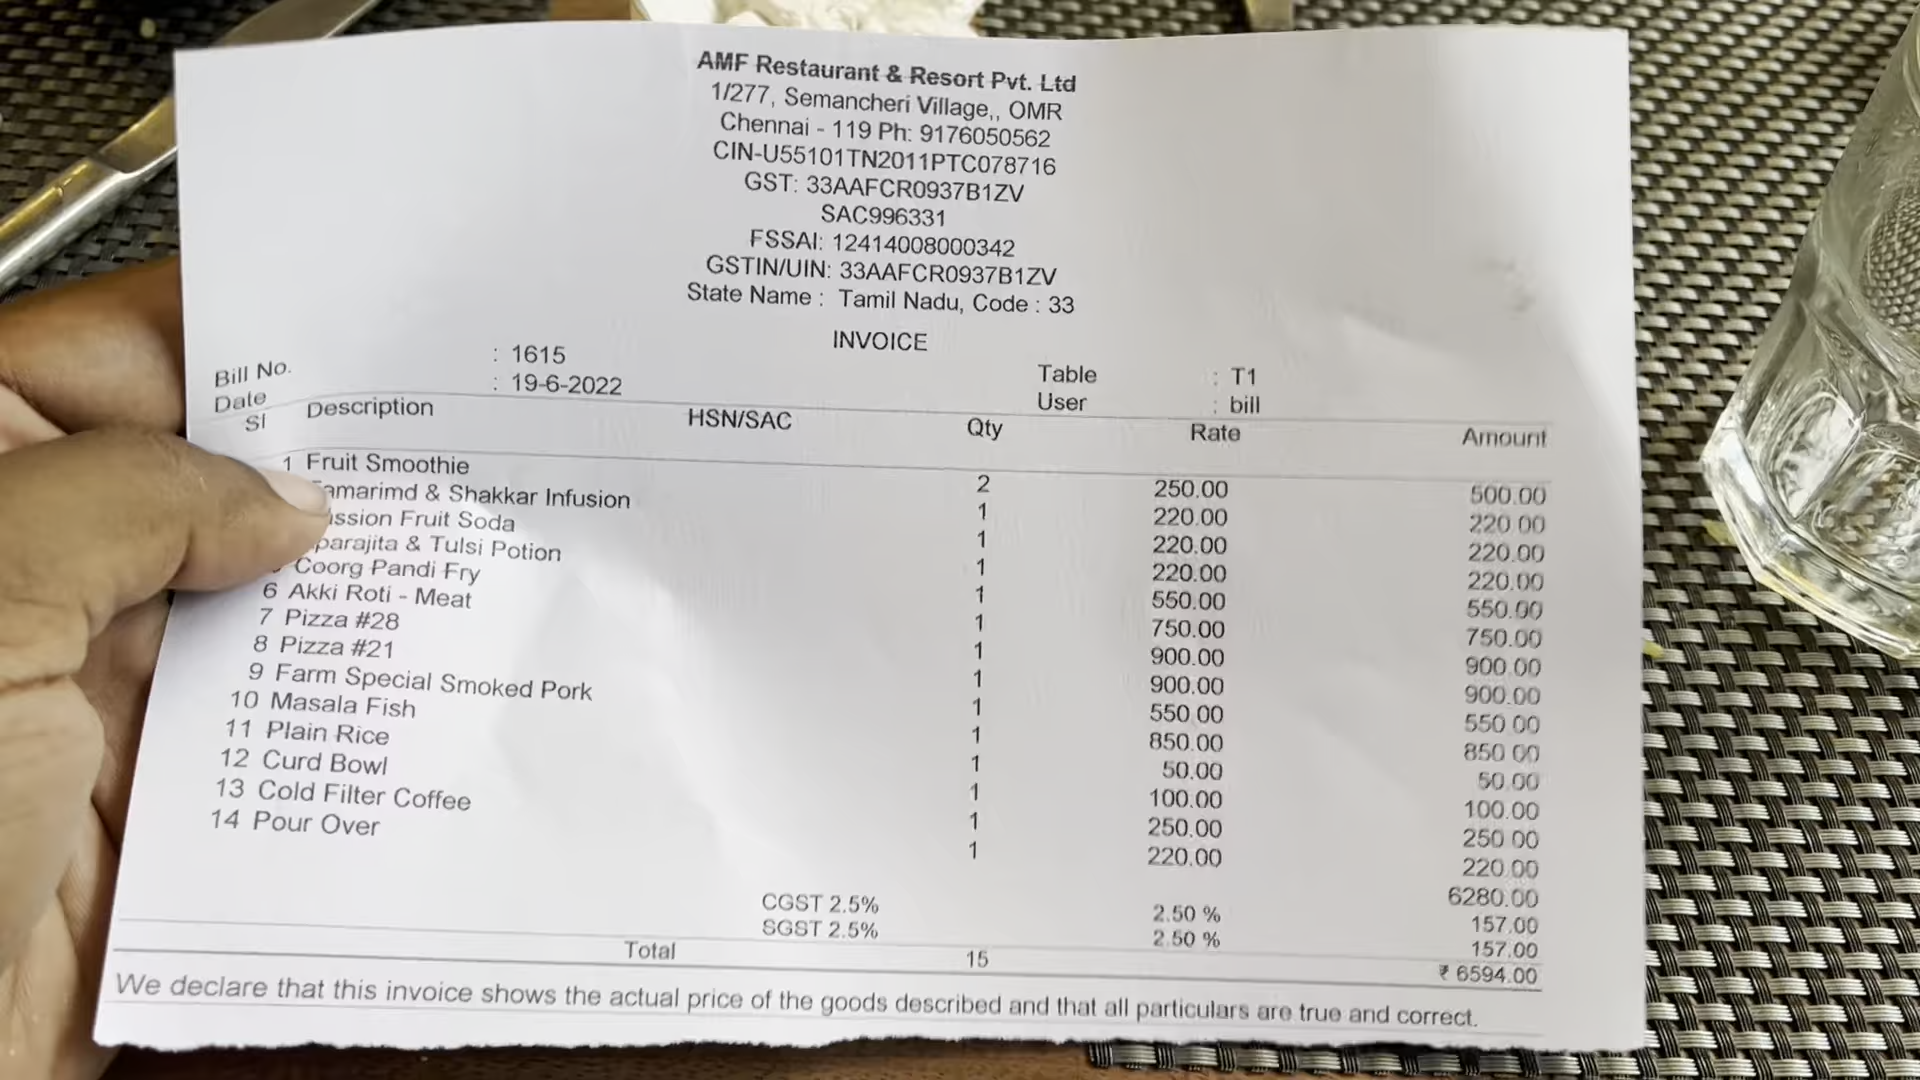 AMF Restaurant & Resort Pvt. Ltd
1/277, Semancheri Village,, OMR
Chennai - 119 Ph: 9176050562
CIN-U55101TN2011PTC078716
GST: 33AAFCR0937B1ZV
SAC996331
FSSAI: 12414008000342
GSTIN/UIN: 33AAFCR0937B1ZV
State Name : Tamil Nadu, Code : 33
INVOICE
Bill No. : 1615 Table : T1
Date : 19-6-2022 User : bill
Sl Description HSN/SAC Qty Rate Amount
1 Fruit Smoothie 2 250.00 500.00
amarimd & Shakkar Infusion 1 220.00 220.00
ssion Fruit Soda 1 220.00 220.00
parajita & Tulsi Potion 1 220.00 220.00
Coorg Pandi Fry 1 550.00 550.00
6 Akki Roti - Meat 1 750.00 750.00
7 Pizza #28 1 900.00 900.00
8 Pizza #21 1 900.00 900.00
9 Farm Special Smoked Pork 1 550.00 550.00
10 Masala Fish 1 850.00 850.00
11 Plain Rice 1 50.00 50.00
12 Curd Bowl 1 100.00 100.00
13 Cold Filter Coffee 1 250.00 250.00
14 Pour Over 1 220.00 220.00
6280.00
CGST 2.5% 2.50 % 157.00
SGST 2.5% 2.50 % 157.00
Total 15 ₹ 6594.00
We declare that this invoice shows the actual price of the goods described and that all particulars are true and correct.